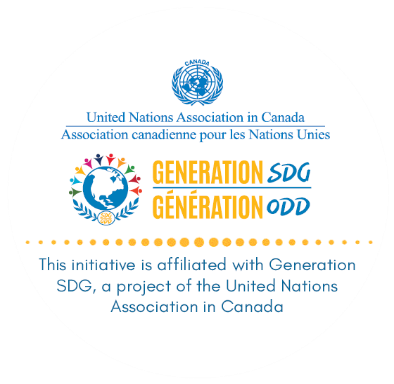 CANADA
United Nations Association in Canada
Association canadienne pour les Nations Unies
GENERATION SDG
GÉNÉRATION ODD
This initiative is affiliated with Generation
SDG, a project of the United Nations
Association in Canada